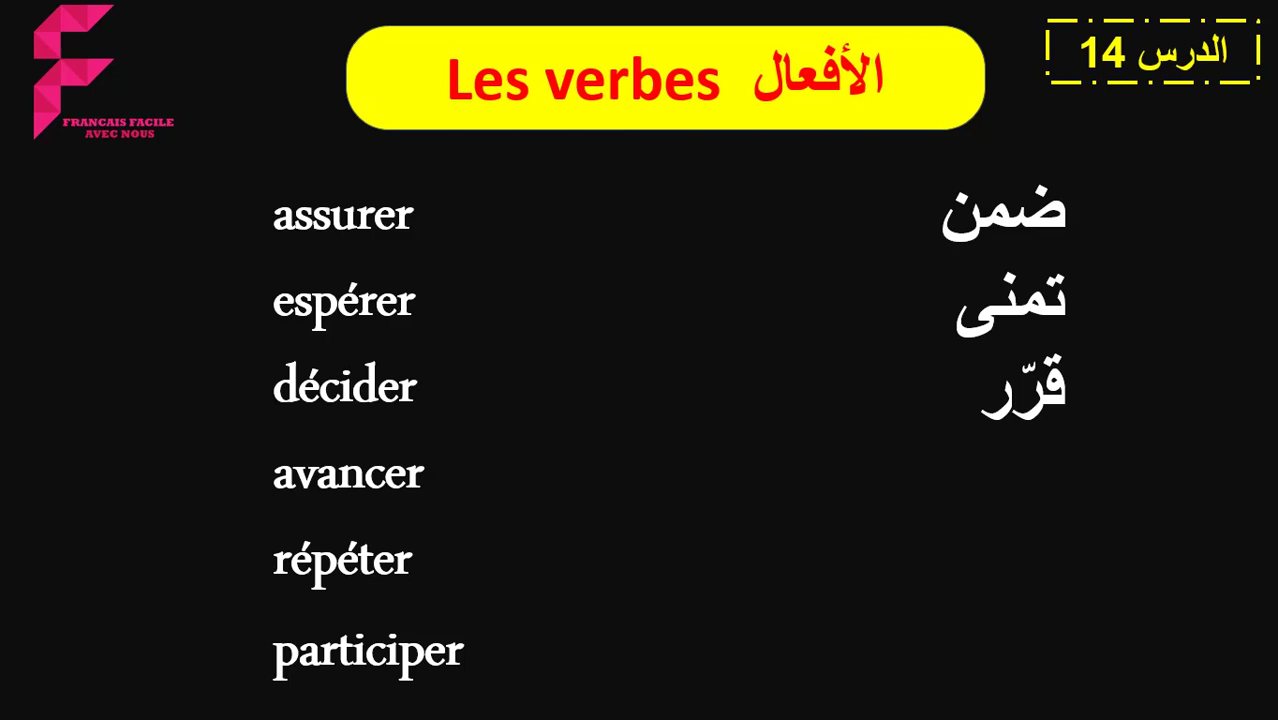 FRANCAIS FACILE
AVEC NOUS
Les verbes الأفعال
الدرس 14
assurer ضمن
espérer تمنى
décider قرّر
avancer
répéter
participer